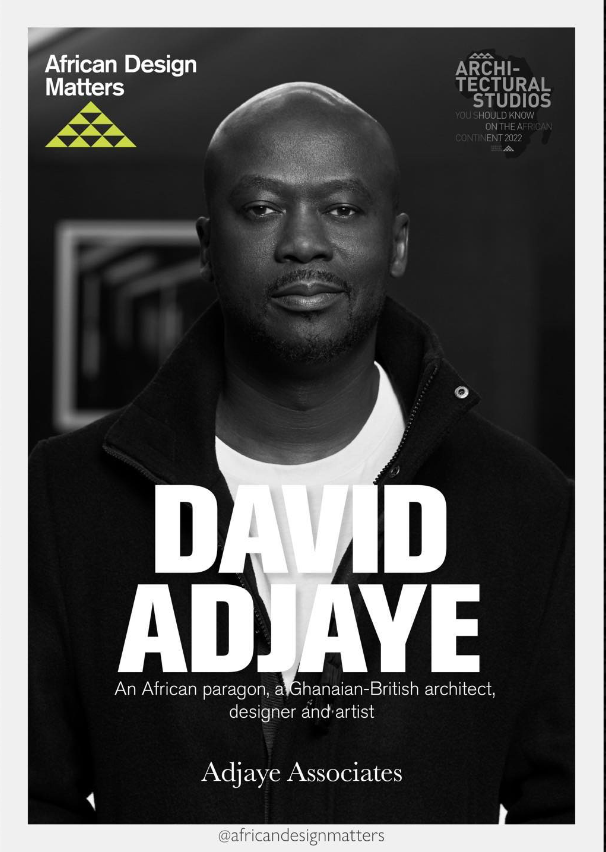 African Design
Matters
ARCHI-
TECTURAL
STUDIOS
YOU SHOULD KNOW
ON THE AFRICAN
CONTINENT 2022
DAVID
ADJAYE
An African paragon, a Ghanaian-British architect,
designer and artist
Adjaye Associates
@africandesignmatters